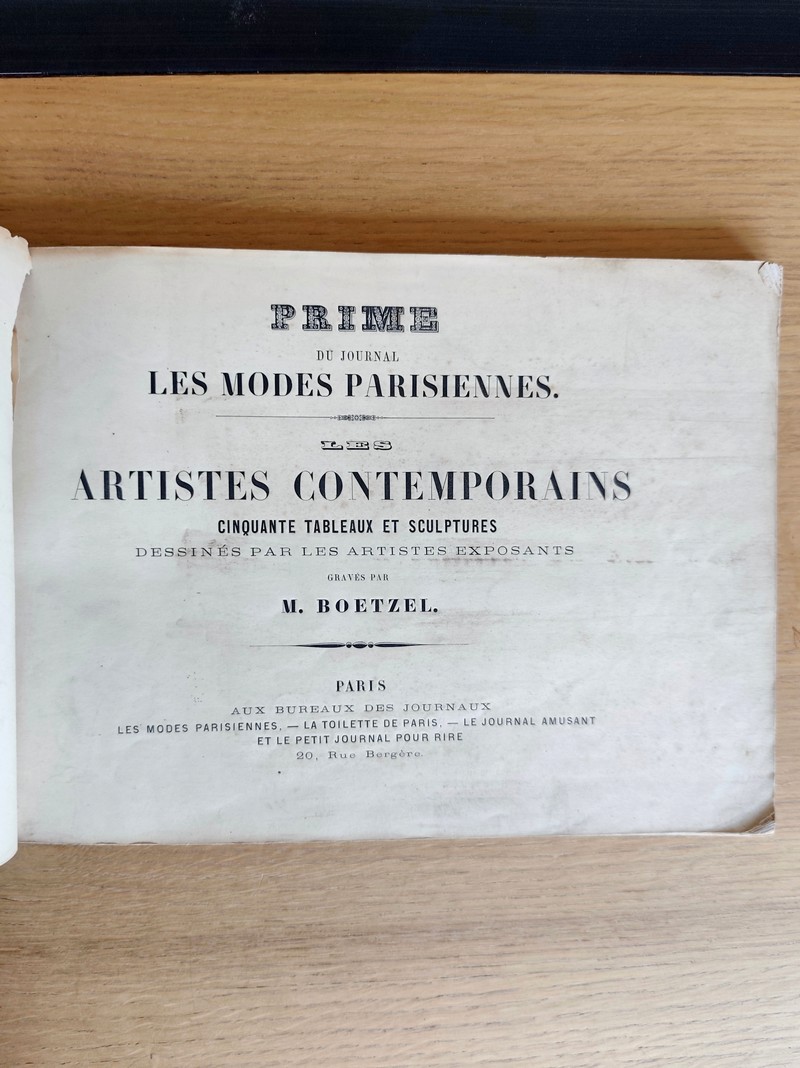 PRIME
DU JOURNAL
LES MODES PARISIENNES.
LES
ARTISTES CONTEMPORAINS
CINQUANTE TABLEAUX ET SCULPTURES
DESSINÉS PAR LES ARTISTES EXPOSANTS
GRAVÉS PAR
M. BOETZEL.
PARIS
AUX BUREAUX DES JOURNAUX
LES MODES PARISIENNES, — LA TOILETTE DE PARIS, — LE JOURNAL AMUSANT
ET LE PETIT JOURNAL POUR RIRE
20, Rue Bergère.